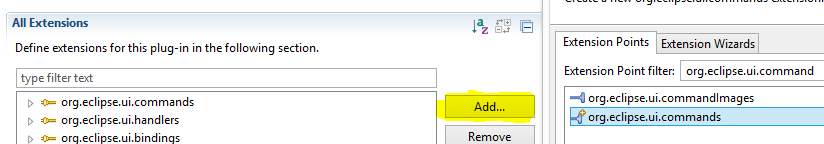 All Extensions
Define extensions for this plug-in in the following section.
type filter text
org.eclipse.ui.commands
org.eclipse.ui.handlers
org.eclipse.ui.bindings
Add...
Remove
Extension Points
Extension Wizards
Extension Point filter: org.eclipse.ui.command
org.eclipse.ui.commandImages
org.eclipse.ui.commands